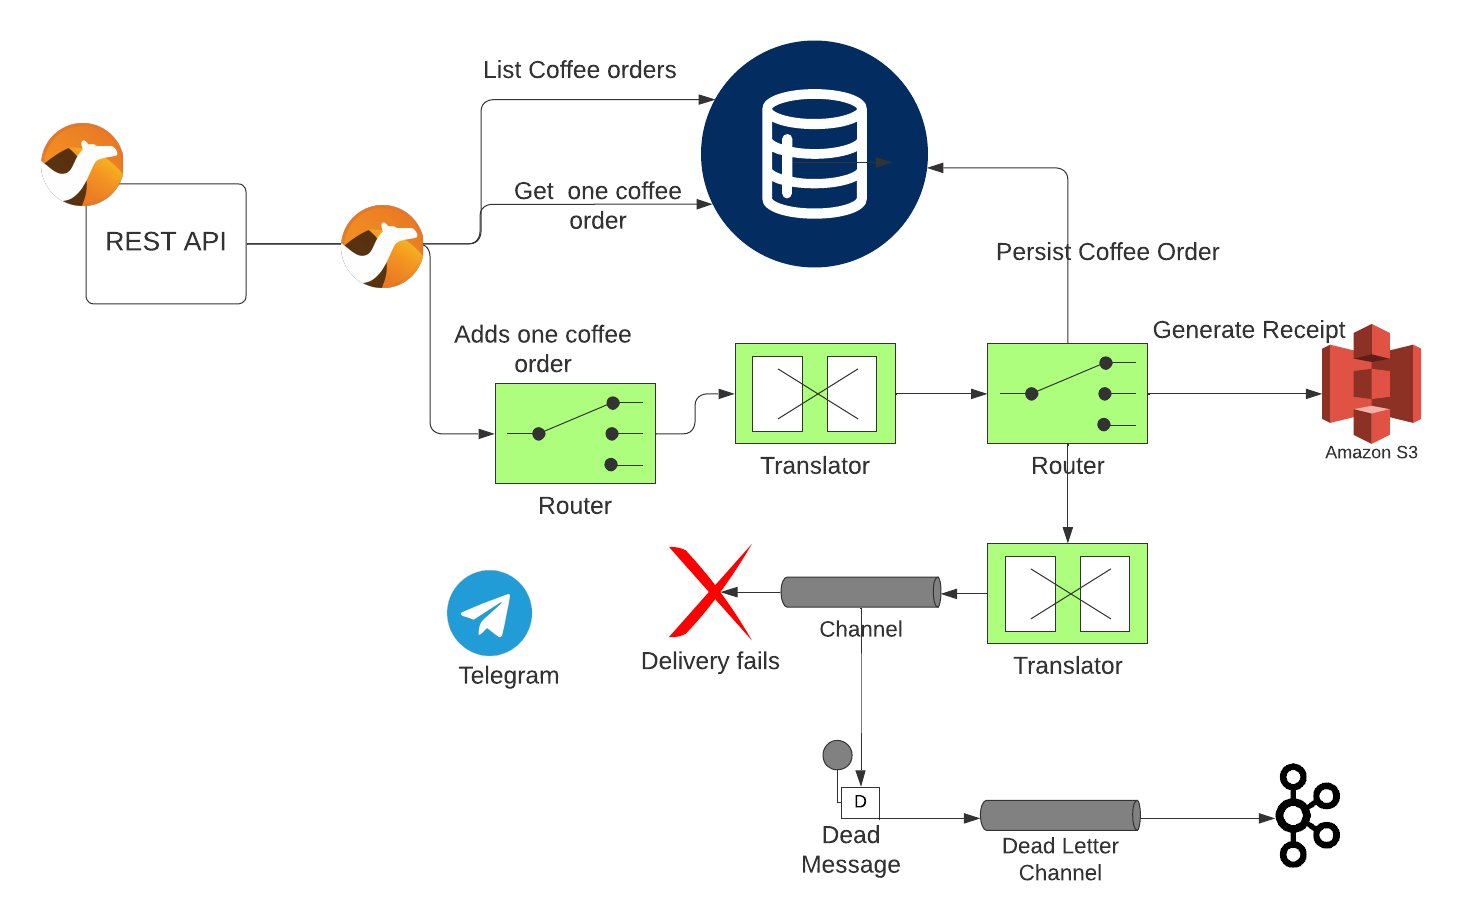 List Coffee orders
Get one coffee
order
REST API
Persist Coffee Order
Adds one coffee
order
Generate Receipt
Amazon S3
Translator
Router
Router
Channel
Delivery fails
Translator
Telegram
D
Dead
Message
Dead Letter
Channel